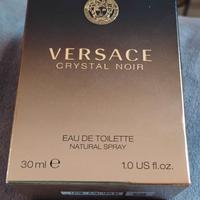 VERSACE
CRYSTAL NOIR
EAU DE TOILETTE
NATURAL SPRAY
30 ml ℮ 1.0 US fl.oz.